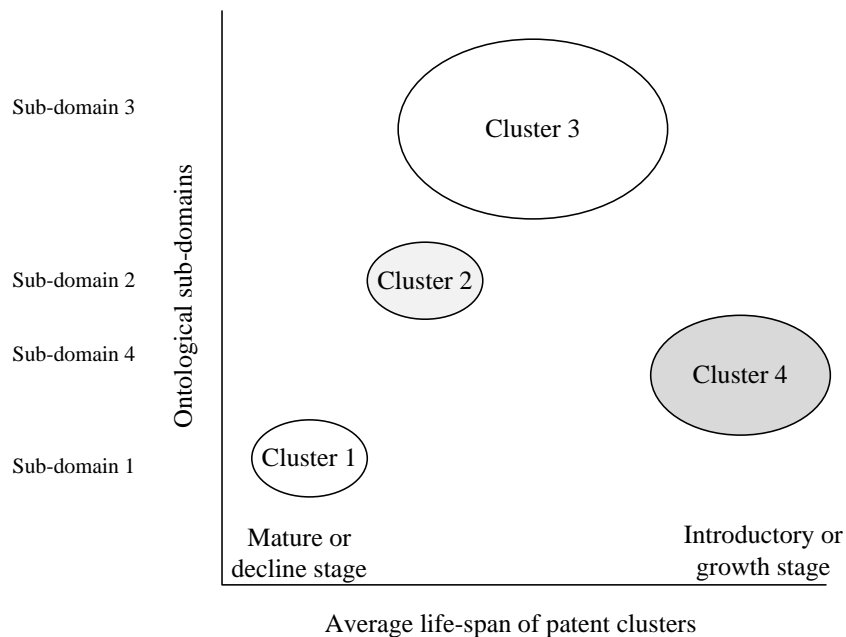 Sub-domain 3
Cluster 3
Sub-domain 2
Cluster 2
Sub-domain 4
Cluster 4
Sub-domain 1
Cluster 1
Ontological sub-domains
Mature or
decline stage
Introductory or
growth stage
Average life-span of patent clusters